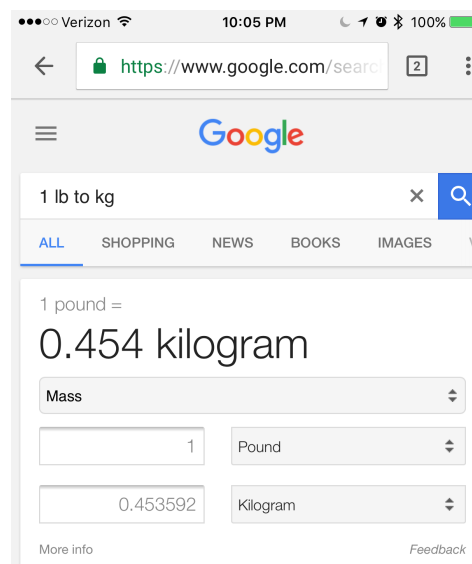 Verizon 10:05 PM 100%
https://www.google.com/searc 2
Google
1 lb to kg
ALL SHOPPING NEWS BOOKS IMAGES
1 pound =
0.454 kilogram
Mass
1 Pound
0.453592 Kilogram
More info Feedback